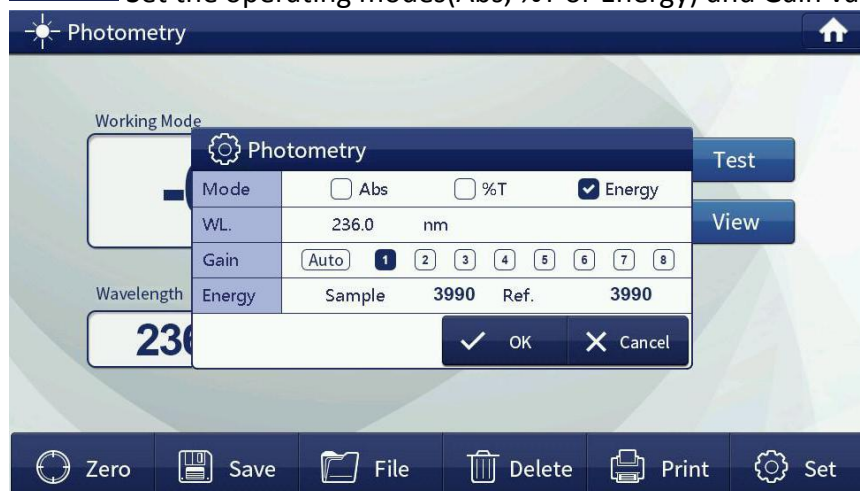 Set the operating modes(Abs, %T or Energy) and Gain va
Photometry
Working Mode
Photometry
Test
Mode Abs %T Energy
WL. 236.0 nm
View
Gain Auto 1 2 3 4 5 6 7 8
Wavelength
Energy Sample 3990 Ref. 3990
236
OK Cancel
Zero Save File Delete Print Set